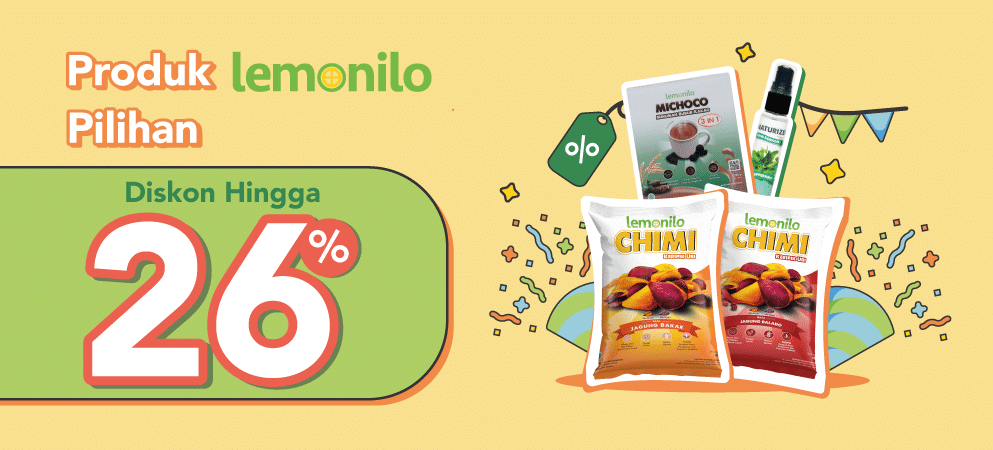 Produk lemonilo
Pilihan
Diskon Hingga
26%
%
lemonilo
MICHOCO
3 IN 1
NATURIZE
lemonilo
CHIMI
JAGUNG BAKAR
lemonilo
CHIMI
JAGUNG BALADO